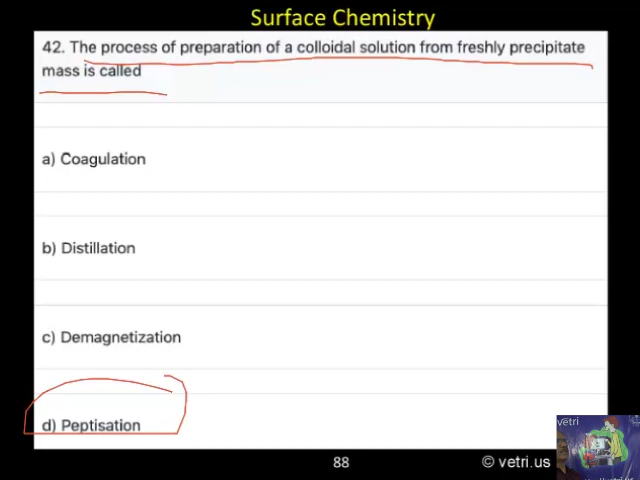 Surface Chemistry
42. The process of preparation of a colloidal solution from freshly precipitate
mass is called
a) Coagulation
b) Distillation
c) Demagnetization
d) Peptisation
vetri
88
© vetri.us